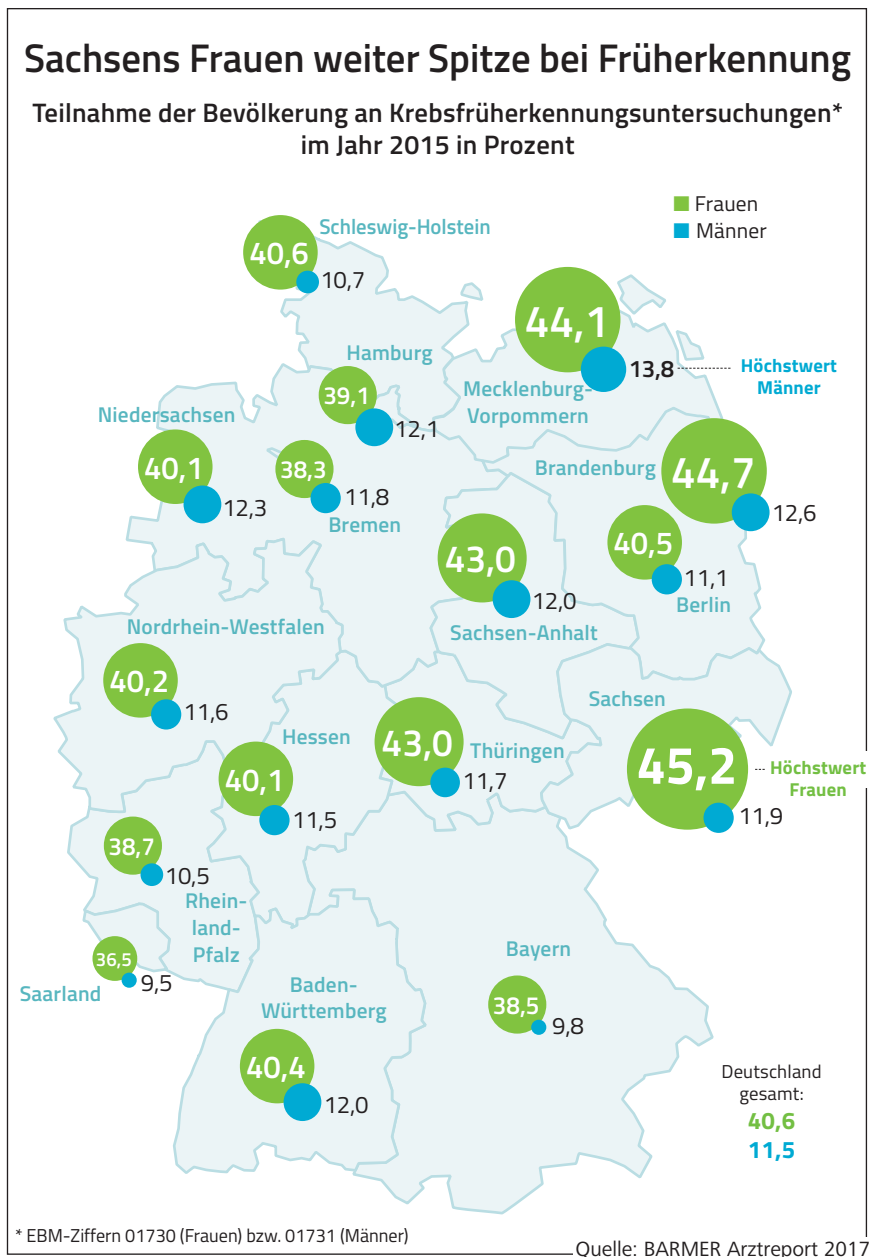 Sachsens Frauen weiter Spitze bei Früherkennung
Teilnahme der Bevölkerung an Krebsfrüherkennungsuntersuchungen*
im Jahr 2015 in Prozent
Frauen
Männer
Schleswig-Holstein
40,6
10,7
44,1
13,8
Höchstwert
Männer
Mecklenburg-
Vorpommern
Hamburg
39,1
12,1
Niedersachsen
40,1
12,3
38,3
11,8
Bremen
Brandenburg
44,7
12,6
40,5
11,1
Berlin
43,0
12,0
Sachsen-Anhalt
Nordrhein-Westfalen
40,2
11,6
Hessen
40,1
11,5
43,0
Thüringen
11,7
Sachsen
45,2
Höchstwert
Frauen
11,9
38,7
10,5
Rhein-
land-
Pfalz
36,5
9,5
Saarland
Baden-
Württemberg
40,4
12,0
Bayern
38,5
9,8
Deutschland
gesamt:
40,6
11,5
* EBM-Ziffern 01730 (Frauen) bzw. 01731 (Männer)
Quelle: BARMER Arztreport 2017